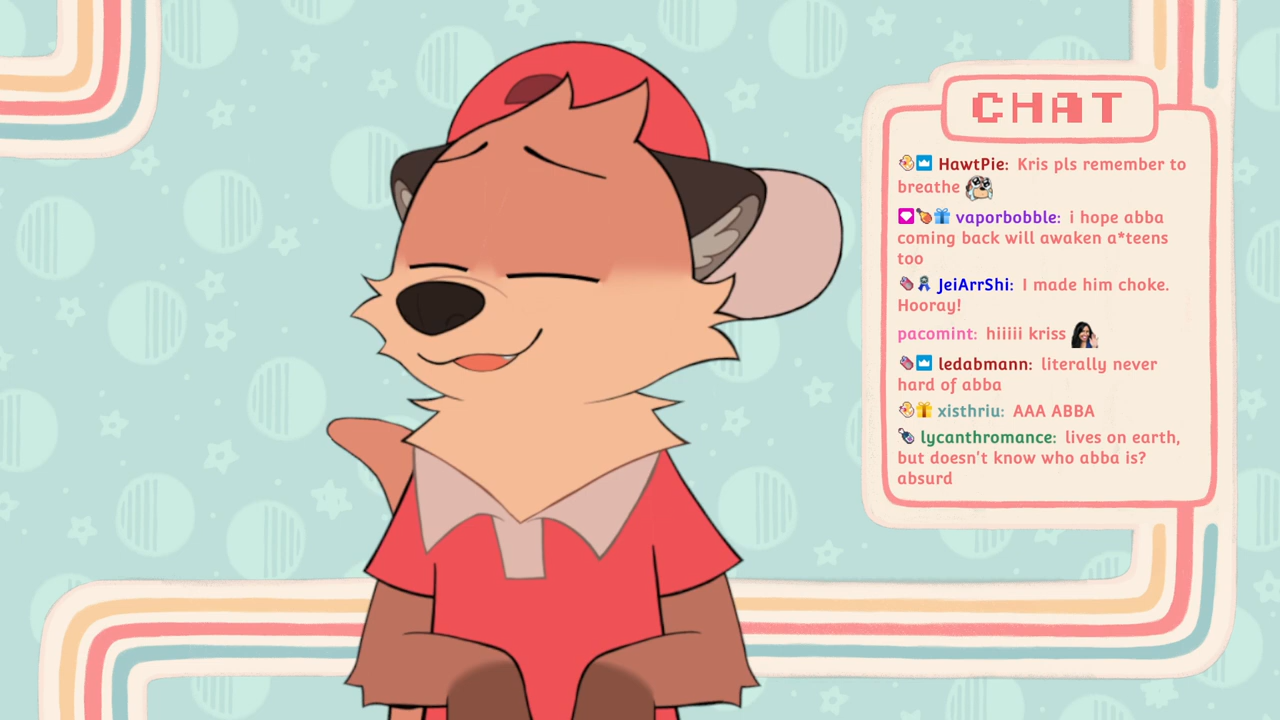 CHAT
HawtPie: Kris pls remember to
breathe
vaporbobble: i hope abba
coming back will awaken a*teens
too
JeiArrShi: I made him choke.
Hooray!
pacomint: hiiiii kriss
ledabmann: literally never
hard of abba
xisthriu: AAA ABBA
lycanthromance: lives on earth,
but doesn't know who abba is?
absurd